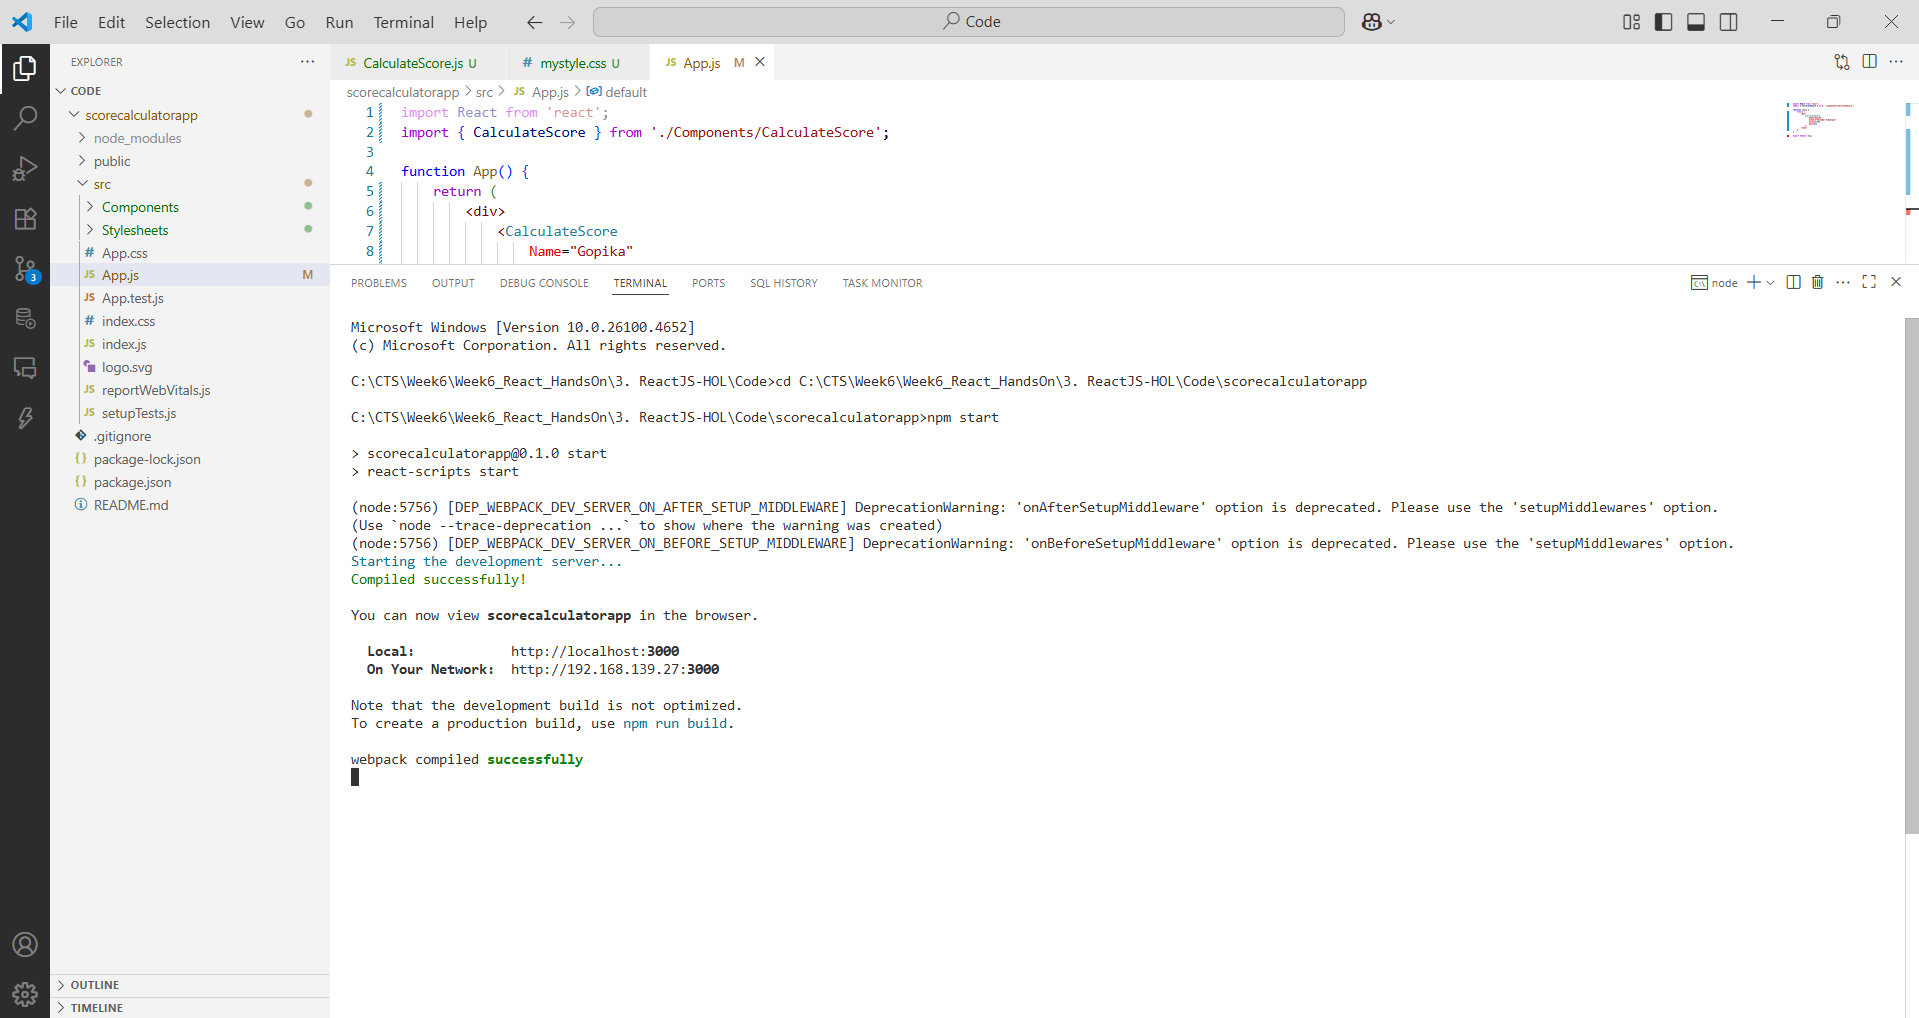 File Edit Selection View Go Run Terminal Help
Code
EXPLORER
CODE
scorecalculatorapp
node_modules
public
src
Components
Stylesheets
# App.css
JS App.js M
JS App.test.js
# index.css
JS index.js
logo.svg
JS reportWebVitals.js
JS setupTests.js
.gitignore
{} package-lock.json
{} package.json
README.md
3
OUTLINE
TIMELINE
JS CalculateScore.js U # mystyle.css U JS App.js M
scorecalculatorapp > src > JS App.js > default
1 import React from 'react';
2 import { CalculateScore } from './Components/CalculateScore';
3
4 function App() {
5 return (
6 <div>
7 <CalculateScore
8 Name="Gopika"
PROBLEMS OUTPUT DEBUG CONSOLE TERMINAL PORTS SQL HISTORY TASK MONITOR
node
Microsoft Windows [Version 10.0.26100.4652]
(c) Microsoft Corporation. All rights reserved.
C:\CTS\Week6\Week6_React_HandsOn\3. ReactJS-HOL\Code>cd C:\CTS\Week6\Week6_React_HandsOn\3. ReactJS-HOL\Code\scorecalculatorapp
C:\CTS\Week6\Week6_React_HandsOn\3. ReactJS-HOL\Code\scorecalculatorapp>npm start
> scorecalculatorapp@0.1.0 start
> react-scripts start
(node:5756) [DEP_WEBPACK_DEV_SERVER_ON_AFTER_SETUP_MIDDLEWARE] DeprecationWarning: 'onAfterSetupMiddleware' option is deprecated. Please use the 'setupMiddlewares' option.
(Use `node --trace-deprecation ...` to show where the warning was created)
(node:5756) [DEP_WEBPACK_DEV_SERVER_ON_BEFORE_SETUP_MIDDLEWARE] DeprecationWarning: 'onBeforeSetupMiddleware' option is deprecated. Please use the 'setupMiddlewares' option.
Starting the development server...
Compiled successfully!
You can now view scorecalculatorapp in the browser.
Local: http://localhost:3000
On Your Network: http://192.168.139.27:3000
Note that the development build is not optimized.
To create a production build, use npm run build.
webpack compiled successfully